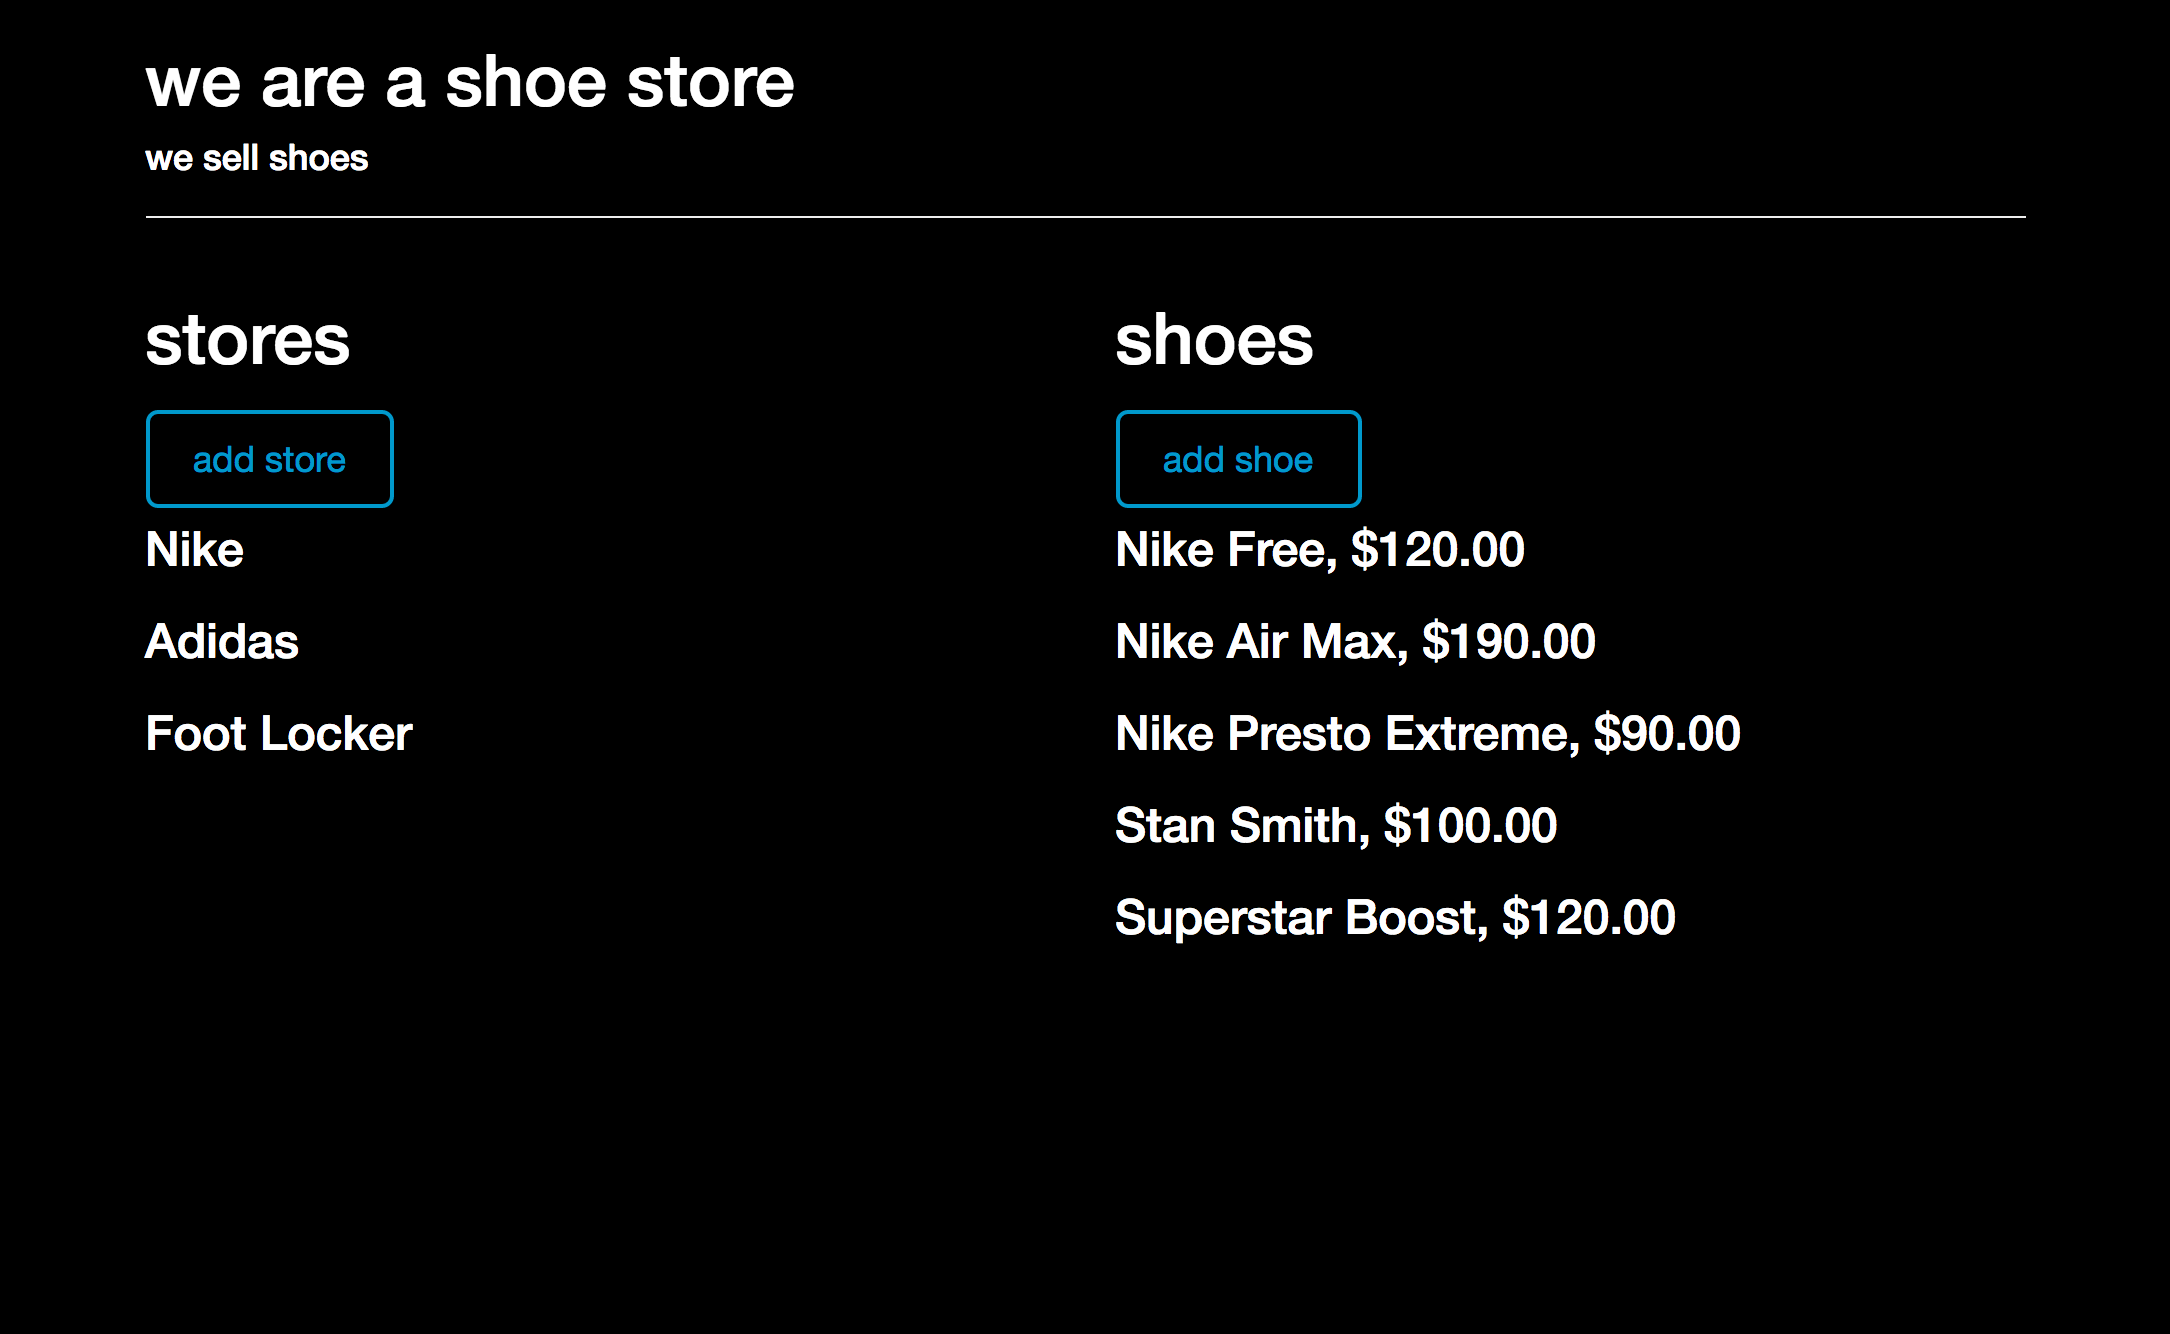 we are a shoe store
we sell shoes
stores
add store
Nike
Adidas
Foot Locker
shoes
add shoe
Nike Free, $120.00
Nike Air Max, $190.00
Nike Presto Extreme, $90.00
Stan Smith, $100.00
Superstar Boost, $120.00